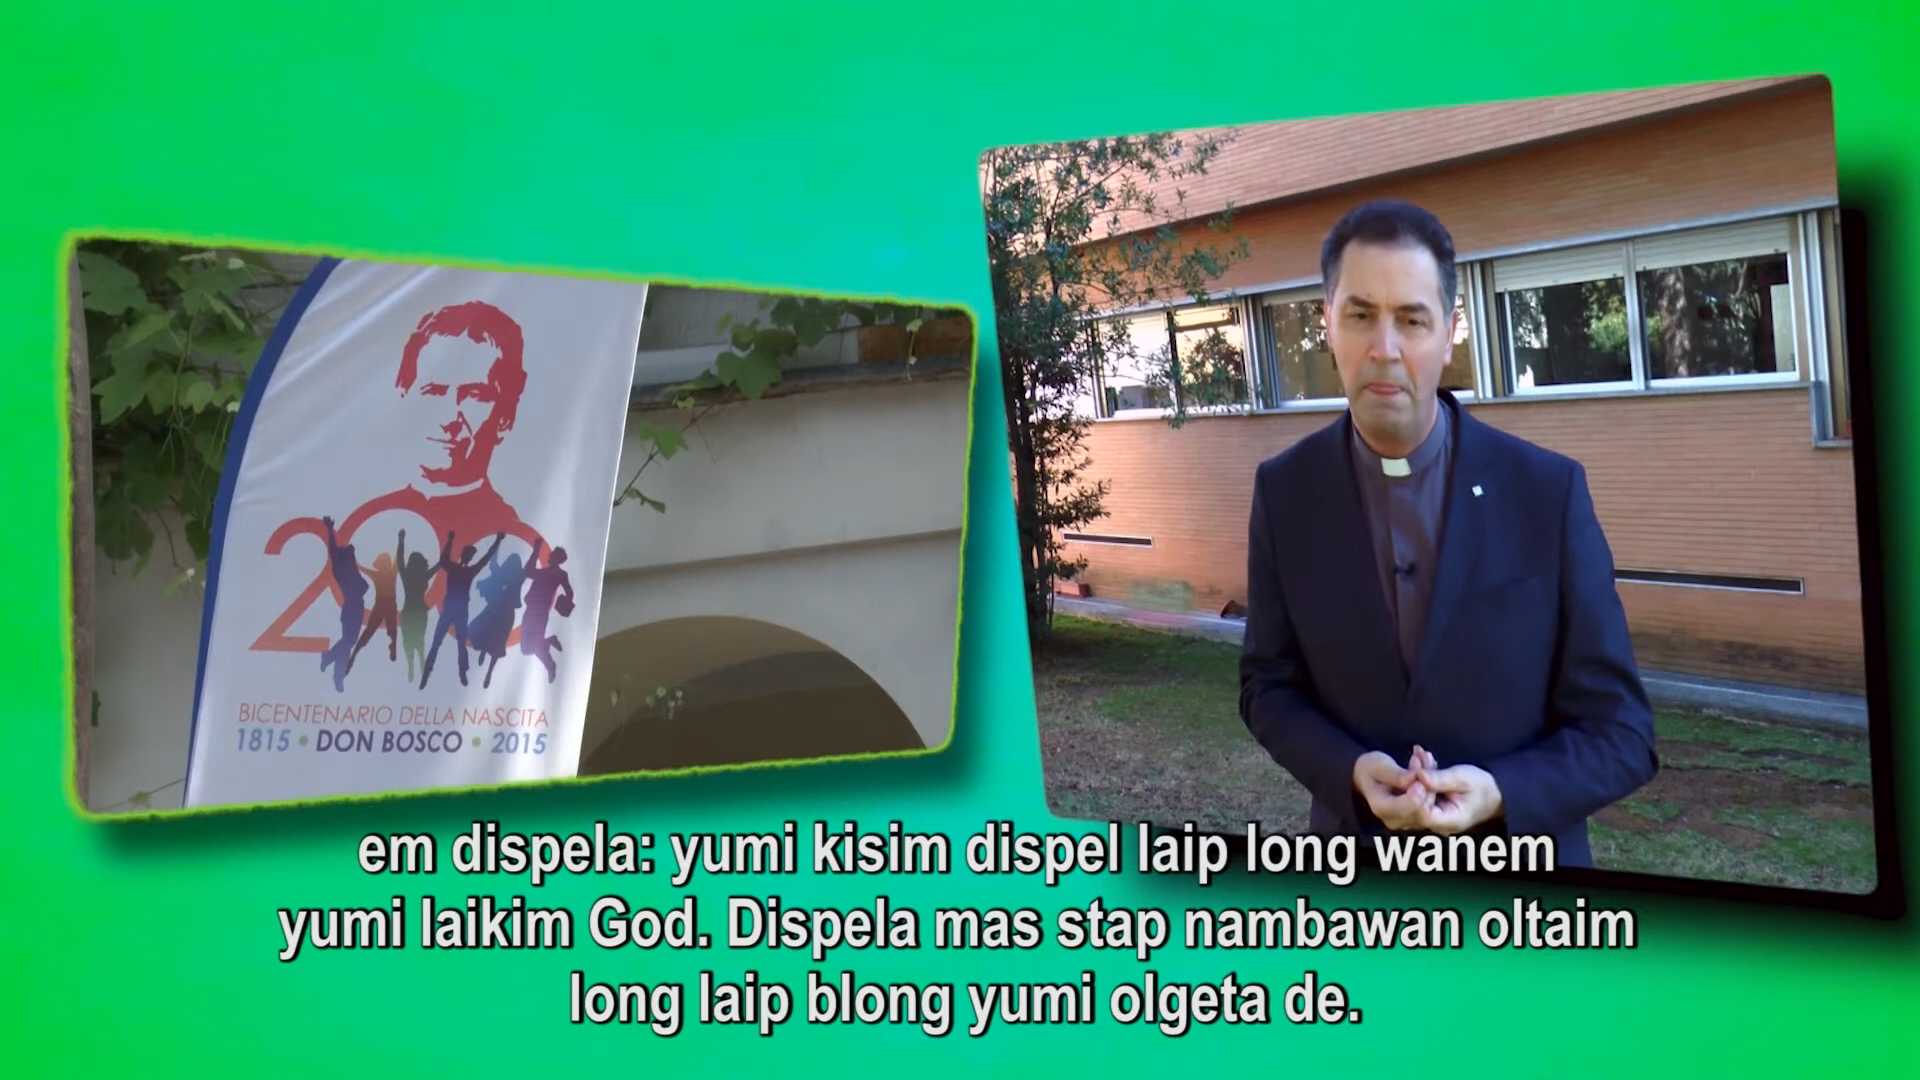 200
BICENTENARIO DELLA NASCITA
1815 • DON BOSCO • 2015
em dispela: yumi kisim dispel laip long wanem
yumi laikim God. Dispela mas stap nambawan oltaim
long laip blong yumi olgeta de.